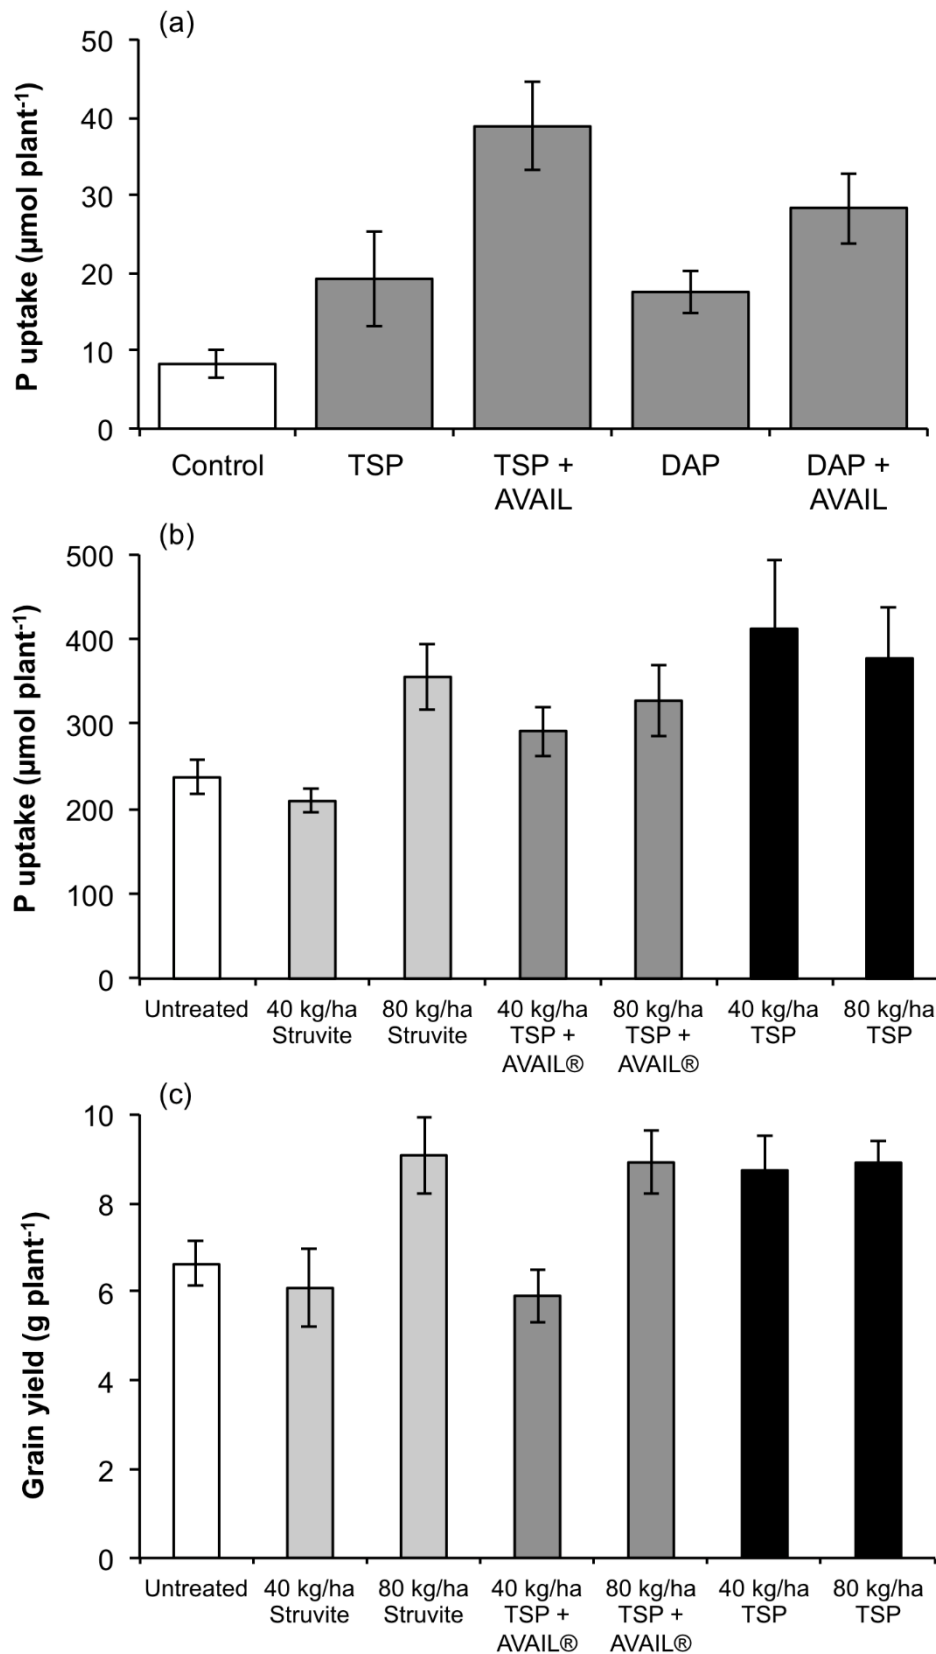 (a)
P uptake (µmol plant⁻¹)
50
40
30
20
10
0
Control
TSP
TSP +
AVAIL
DAP
DAP +
AVAIL
(b)
P uptake (µmol plant⁻¹)
500
400
300
200
100
0
Untreated
40 kg/ha
Struvite
80 kg/ha
Struvite
40 kg/ha
TSP +
AVAIL®
80 kg/ha
TSP +
AVAIL®
40 kg/ha
TSP
80 kg/ha
TSP
(c)
Grain yield (g plant⁻¹)
10
8
6
4
2
0
Untreated
40 kg/ha
Struvite
80 kg/ha
Struvite
40 kg/ha
TSP +
AVAIL®
80 kg/ha
TSP +
AVAIL®
40 kg/ha
TSP
80 kg/ha
TSP